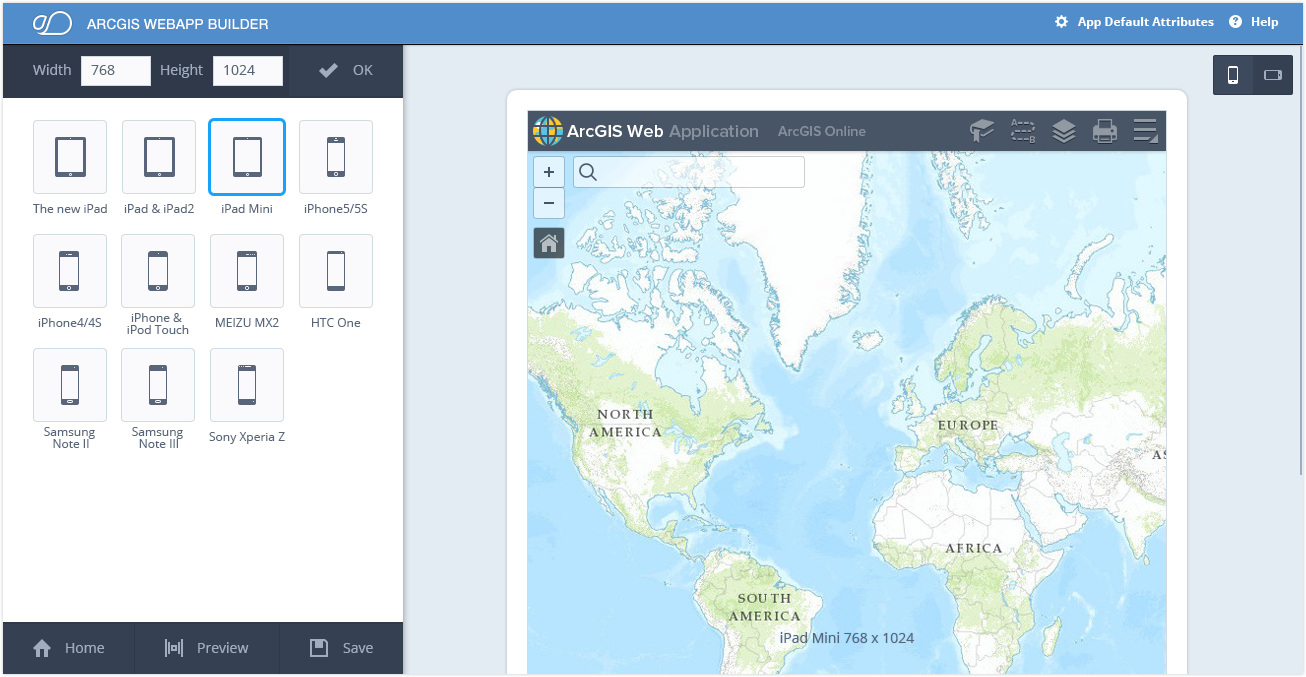 ARCGIS WEBAPP BUILDER
App Default Attributes
Help
Width 768 Height 1024 OK
The new iPad
iPad & iPad2
iPad Mini
iPhone5/5S
iPhone4/4S
iPhone &
iPod Touch
MEIZU MX2
HTC One
Samsung
Note II
Samsung
Note III
Sony Xperia Z
Home
Preview
Save
ArcGIS Web Application ArcGIS Online
A
B
+
−
NORTH
AMERICA
EUROPE
AS
AFRICA
SOUTH
AMERICA
iPad Mini 768 x 1024